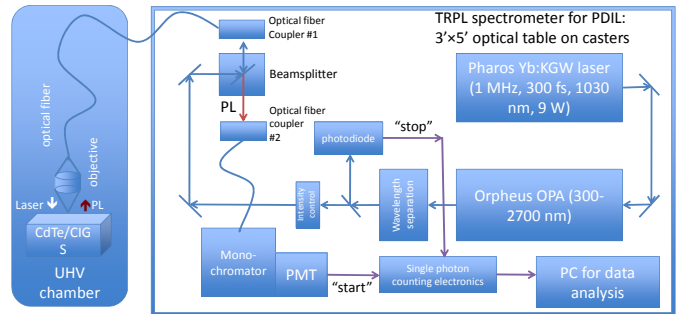 Optical fiber
Coupler #1
TRPL spectrometer for PDIL:
3’×5’ optical table on casters
optical fiber
Beamsplitter
Pharos Yb:KGW laser
(1 MHz, 300 fs, 1030
nm, 9 W)
PL
Optical fiber
coupler
#2
“stop”
photodiode
objective
Laser
PL
CdTe/CIG
S
UHV
chamber
Intensity
control
Wavelength
separation
Orpheus OPA (300-
2700 nm)
Mono-
chromator
PMT
“start”
Single photon
counting electronics
PC for data
analysis